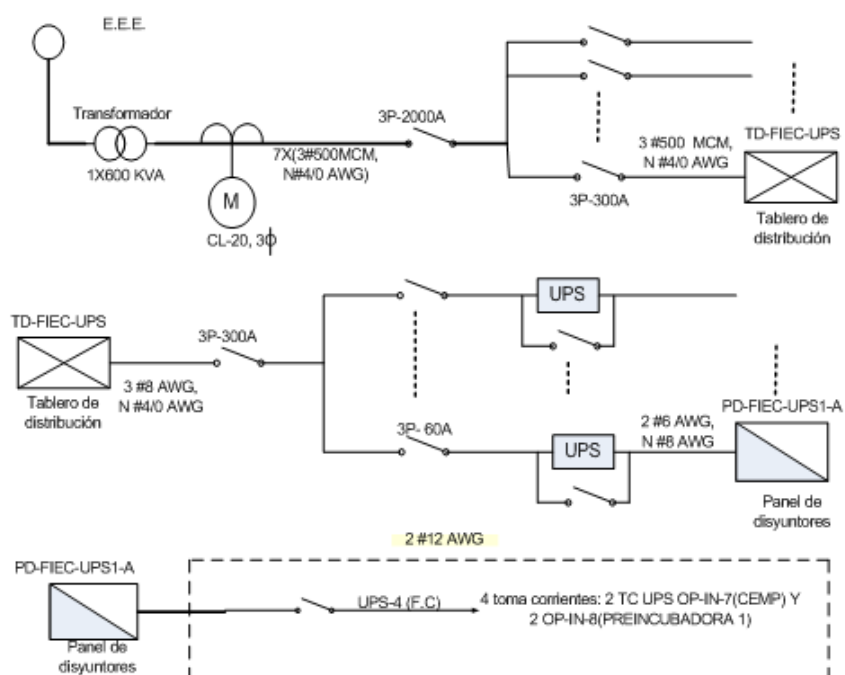 E.E.E.
Transformador
1X600 KVA
M
CL-20, 3Φ
7X(3#500MCM,
N#4/0 AWG)
3P-2000A
3P-300A
3 #500 MCM,
N #4/0 AWG
TD-FIEC-UPS
Tablero de
distribución
TD-FIEC-UPS
Tablero de
distribución
3 #8 AWG,
N #4/0 AWG
3P-300A
UPS
3P- 60A
UPS
2 #6 AWG,
N #8 AWG
PD-FIEC-UPS1-A
Panel de
disyuntores
2 #12 AWG
PD-FIEC-UPS1-A
Panel de
disyuntores
UPS-4 (F.C)
4 toma corrientes: 2 TC UPS OP-IN-7(CEMP) Y
2 OP-IN-8(PREINCUBADORA 1)